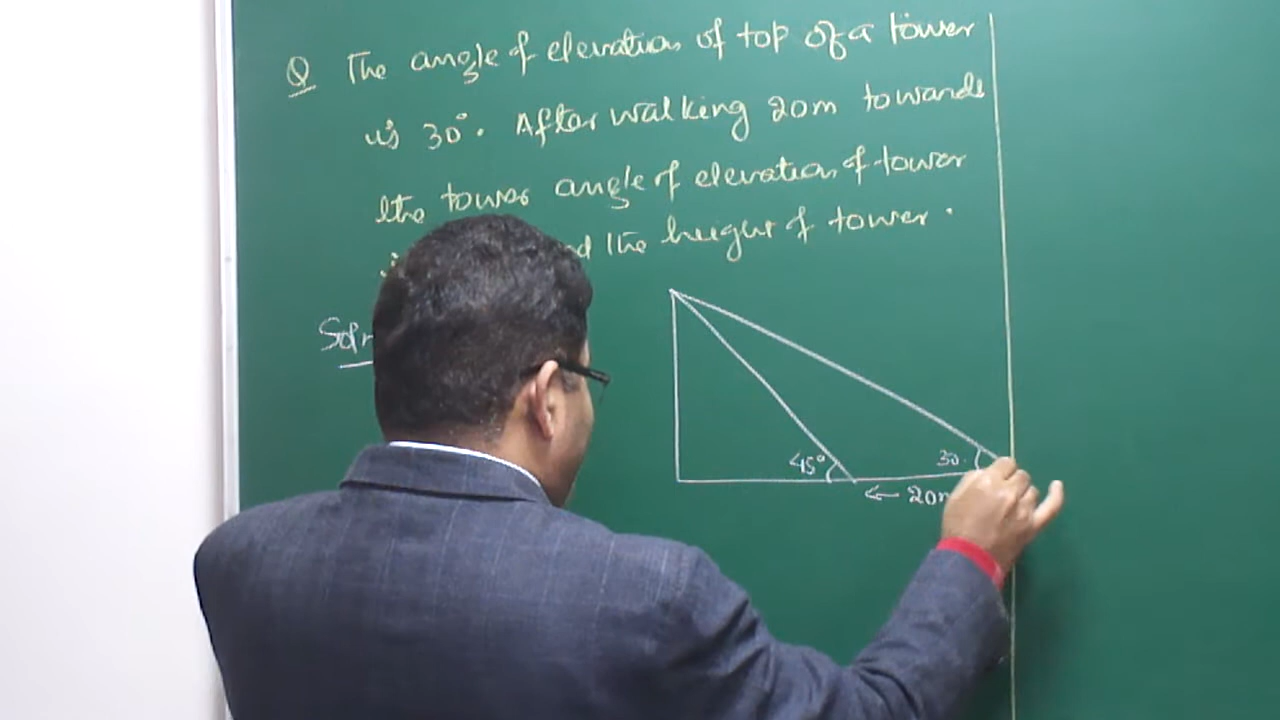 Q The angle of elevation of top of a tower
is 30°. After walking 20m towards
the tower angle of elevation of tower
the height of tower.
Soln
45°
30
← 20m